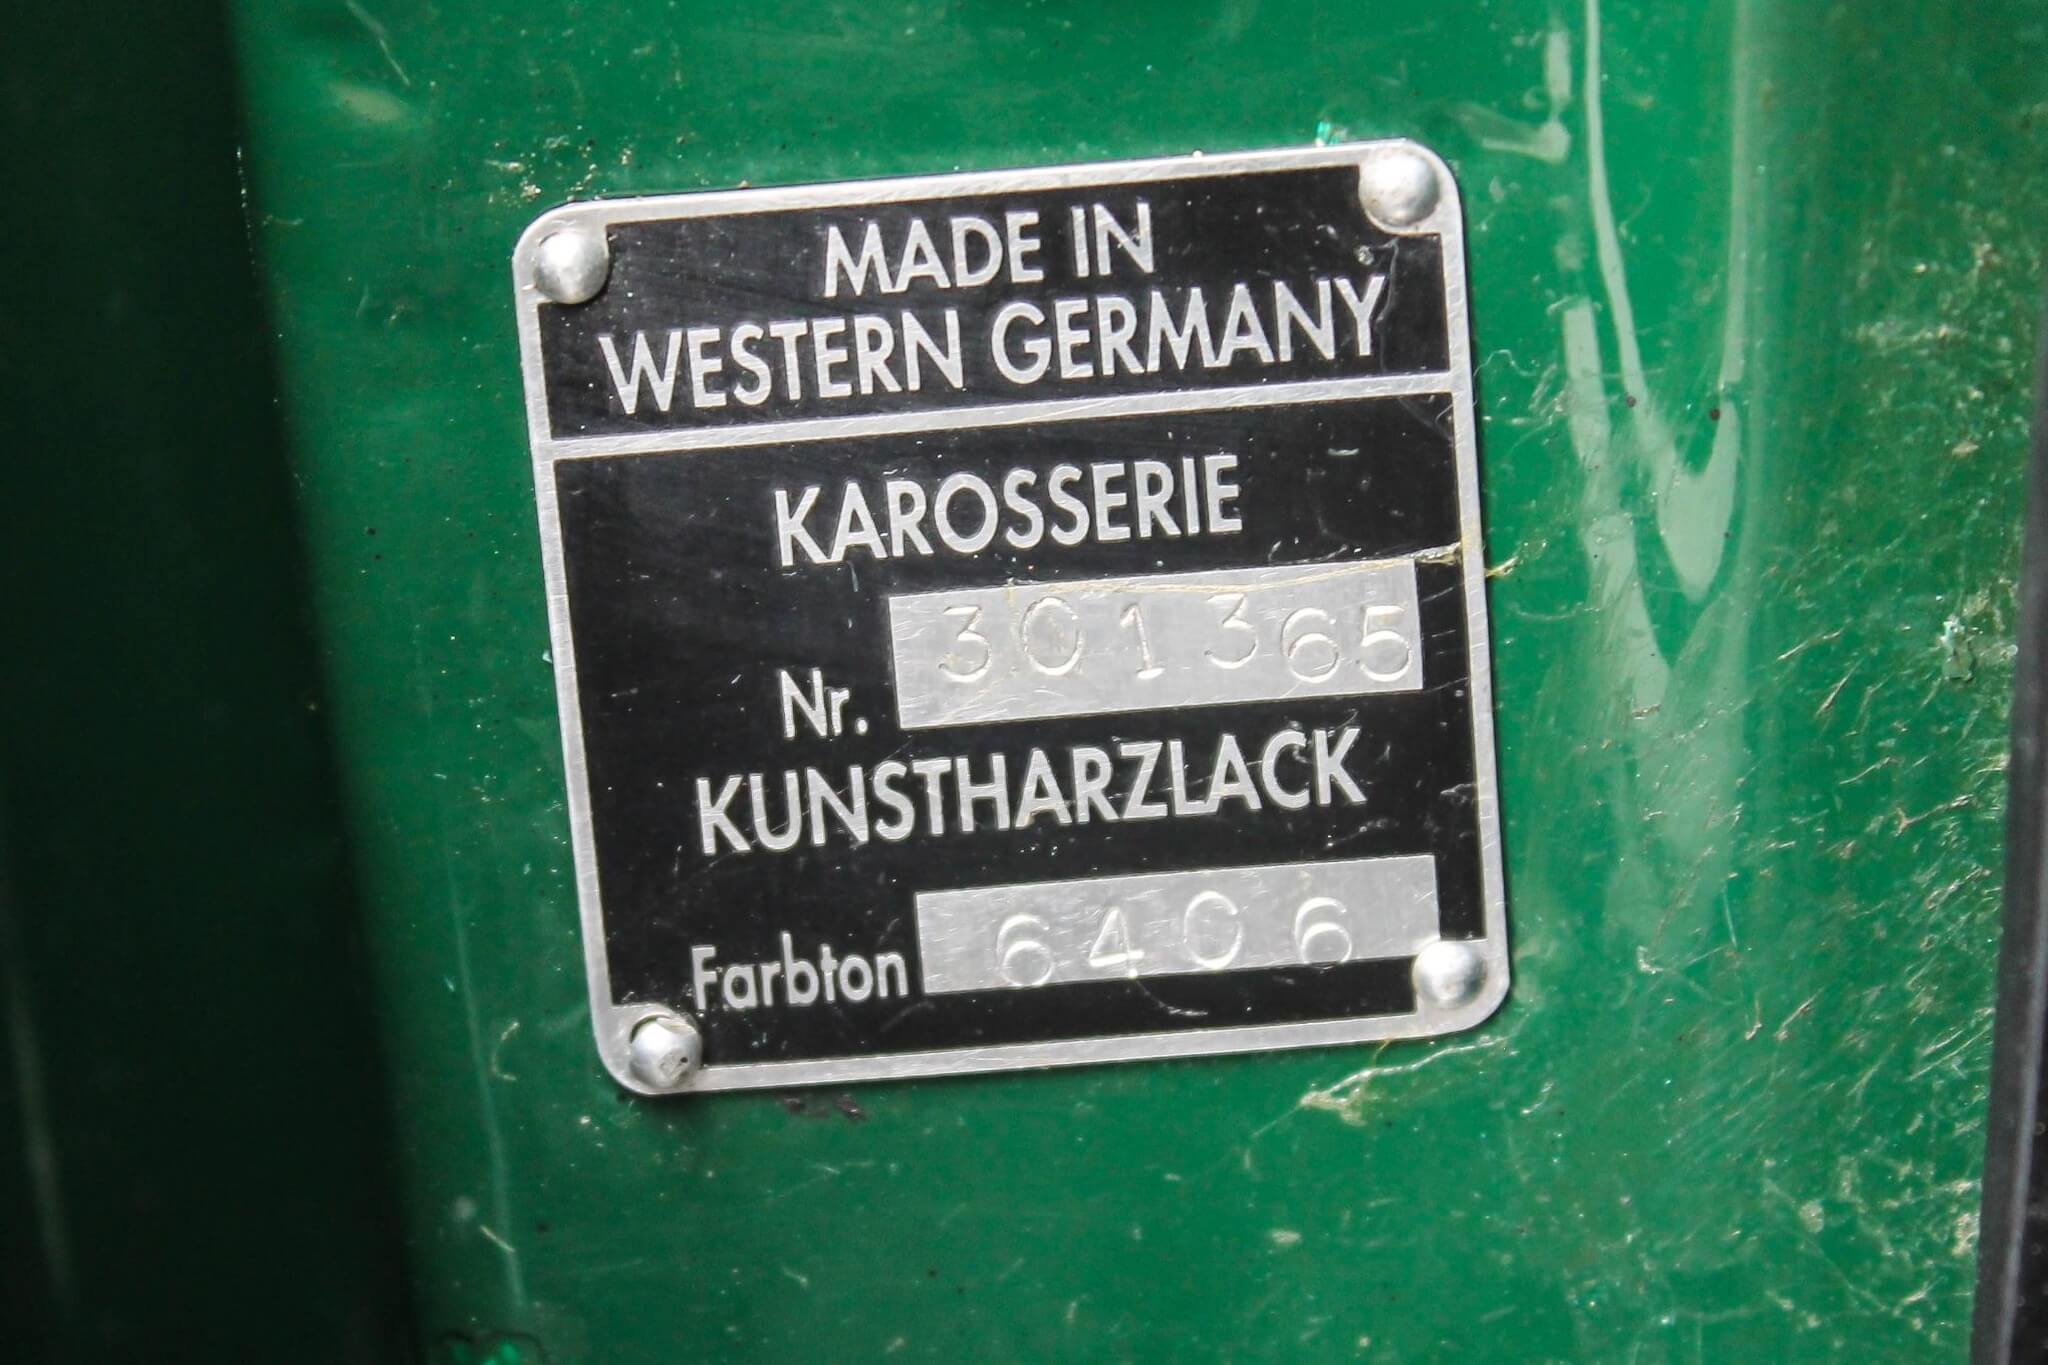 MADE IN
WESTERN GERMANY
KAROSSERIE
Nr. 301365
KUNSTHARZLACK
Farbton 6406